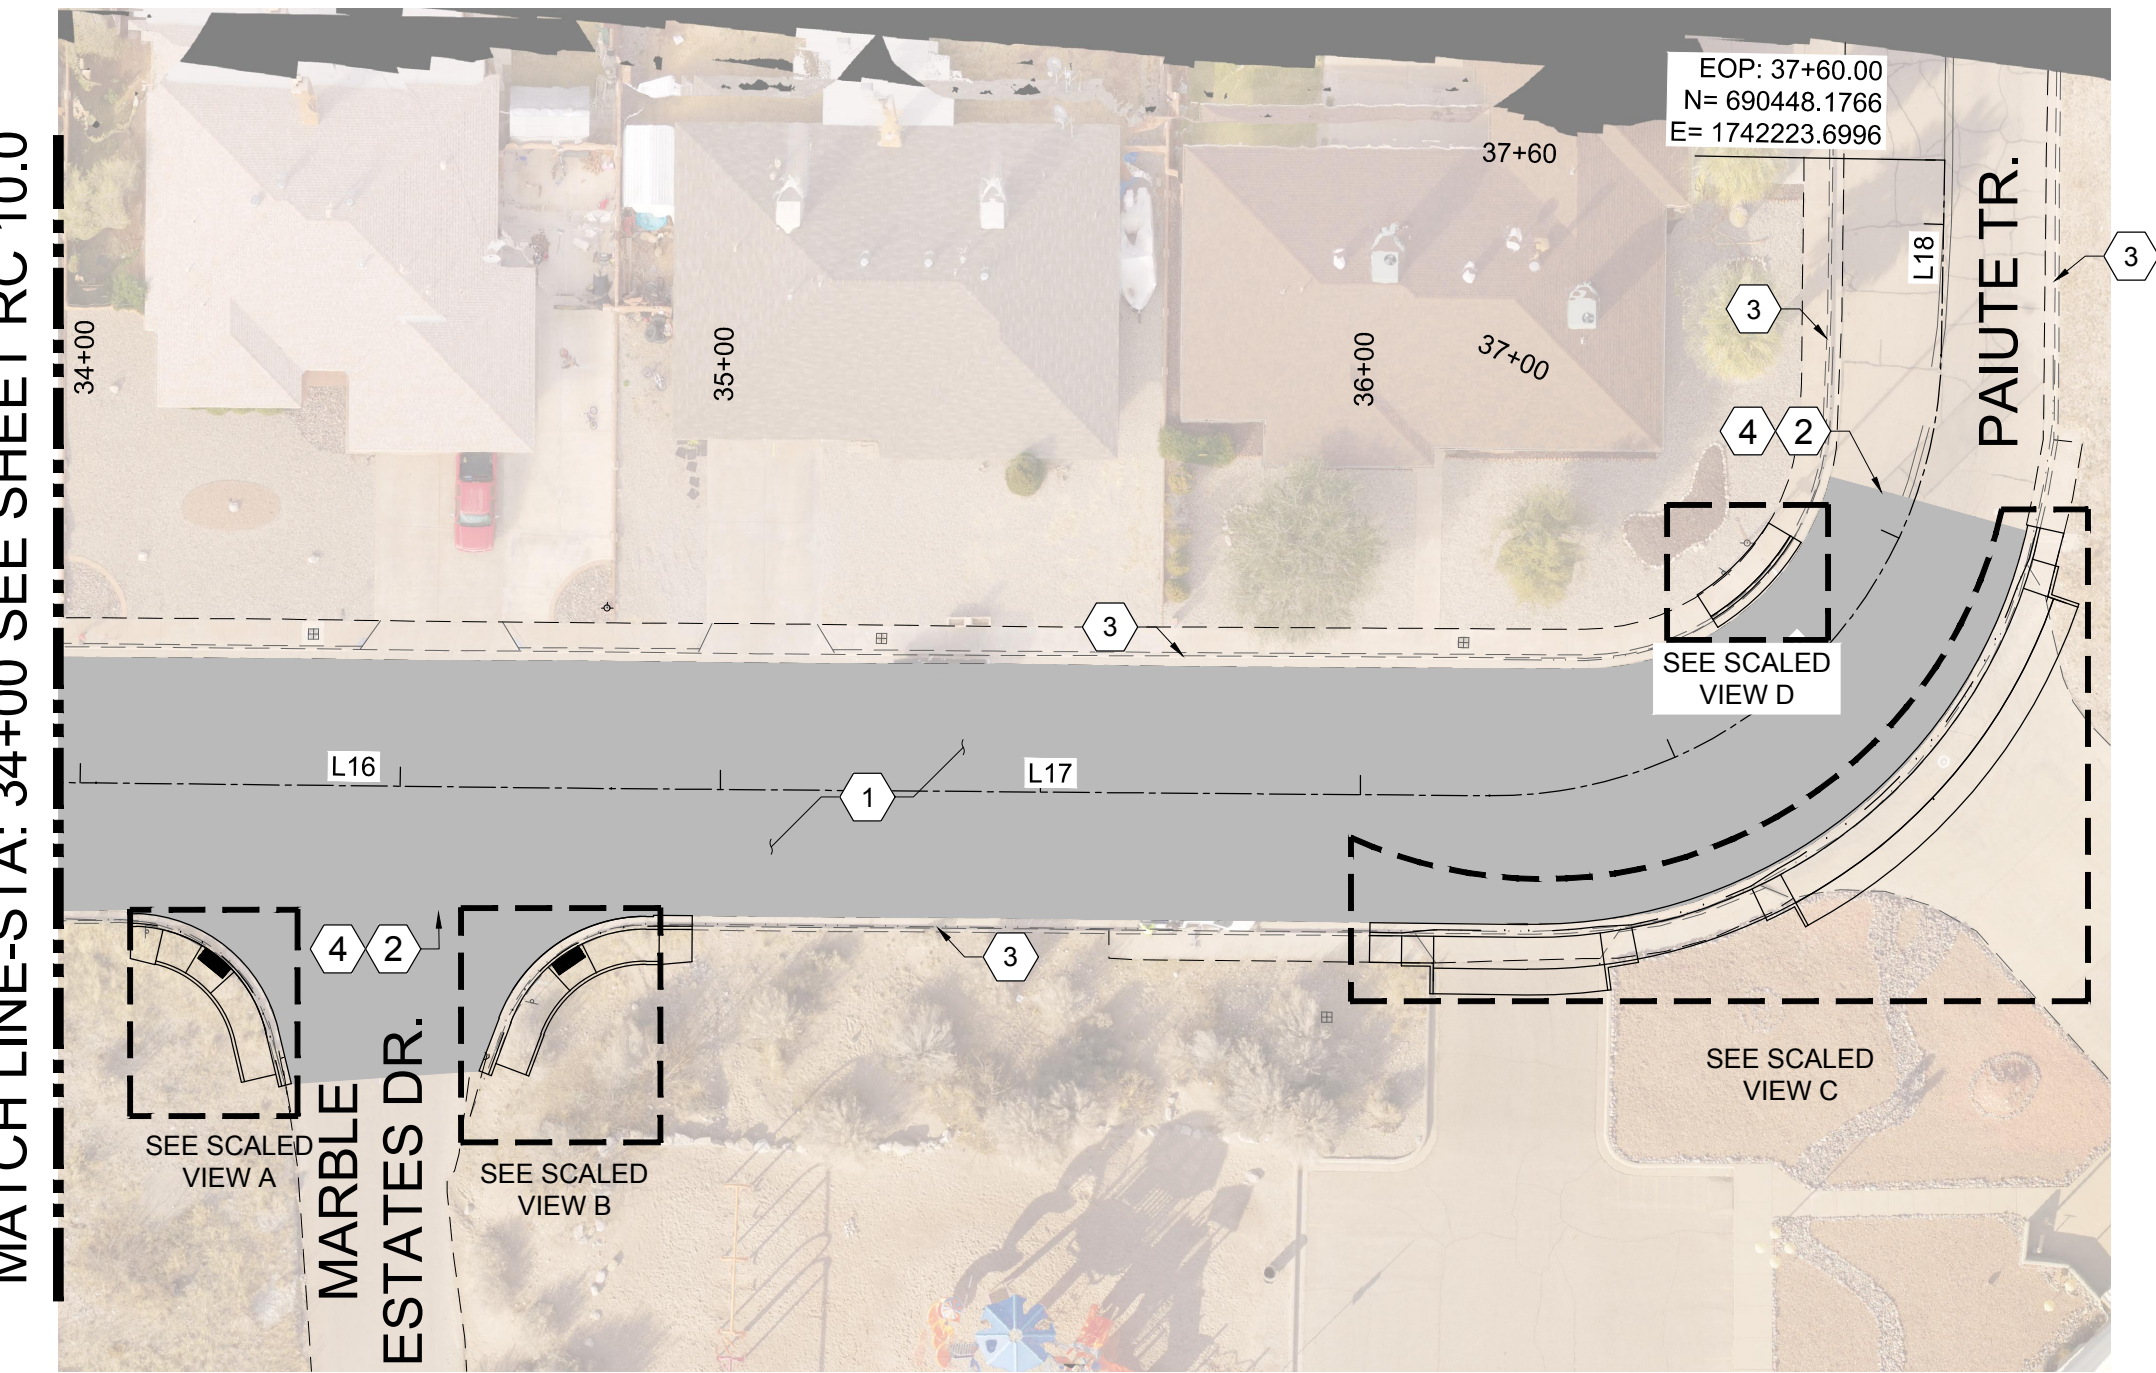 MATCH LINE-STA: 34+00 SEE SHEET RC 10.0
EOP: 37+60.00
N= 690448.1766
E= 1742223.6996
37+60
34+00
35+00
36+00
37+00
L18
PAIUTE TR.
3
3
4 2
3
SEE SCALED
VIEW D
L16
1
L17
4 2
3
SEE SCALED
VIEW A
MARBLE
ESTATES DR.
SEE SCALED
VIEW B
SEE SCALED
VIEW C